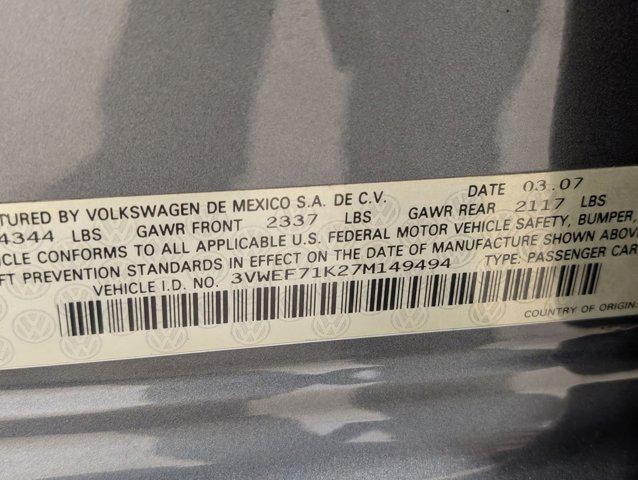 TURED BY VOLKSWAGEN DE MEXICO S.A. DE C.V. DATE 03.07
4344 LBS GAWR FRONT 2337 LBS GAWR REAR 2117 LBS
ICLE CONFORMS TO ALL APPLICABLE U.S. FEDERAL MOTOR VEHICLE SAFETY, BUMPER,
FT PREVENTION STANDARDS IN EFFECT ON THE DATE OF MANUFACTURE SHOWN ABOVE
VEHICLE I.D. NO. 3VWEF71K27M149494 TYPE: PASSENGER CAR
COUNTRY OF ORIGIN